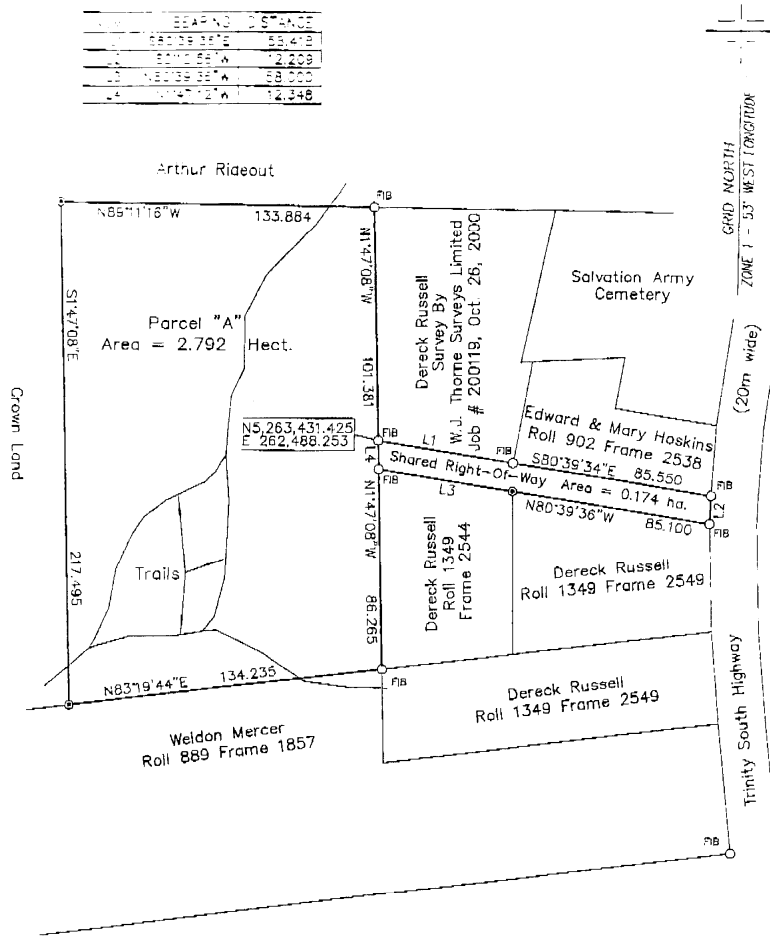 BEARING DISTANCE
L2 12.209
L3 58.000
L4 12.348
Arthur Rideout
FIB
N89°11'16"W 133.884
GRID NORTH
ZONE 1 - 53° WEST LONGITUDE
S1°47'08"E
217.495
Crown Land
Parcel "A"
Area = 2.792 Hect.
N1°47'08"W
101.381
Dereck Russell
Survey By
W.J. Thorne Surveys Limited
Job # 200119, Oct. 26, 2000
Salvation Army
Cemetery
(20m wide)
Edward & Mary Hoskins
Roll 902 Frame 2538
N5,263,431.425
E 262,488.253
FIB
L1
FIB
S80°39'34"E 85.550
FIB
L4
Shared Right-Of-Way Area = 0.174 ha.
L2
FIB
L3
N80°39'36"W 85.100
FIB
N1°47'08"W
86.265
Dereck Russell
Roll 1349
Frame 2544
Dereck Russell
Roll 1349 Frame 2549
Trails
N83°19'44"E 134.235
FIB
Dereck Russell
Roll 1349 Frame 2549
Weldon Mercer
Roll 889 Frame 1857
Trinity South Highway
FIB